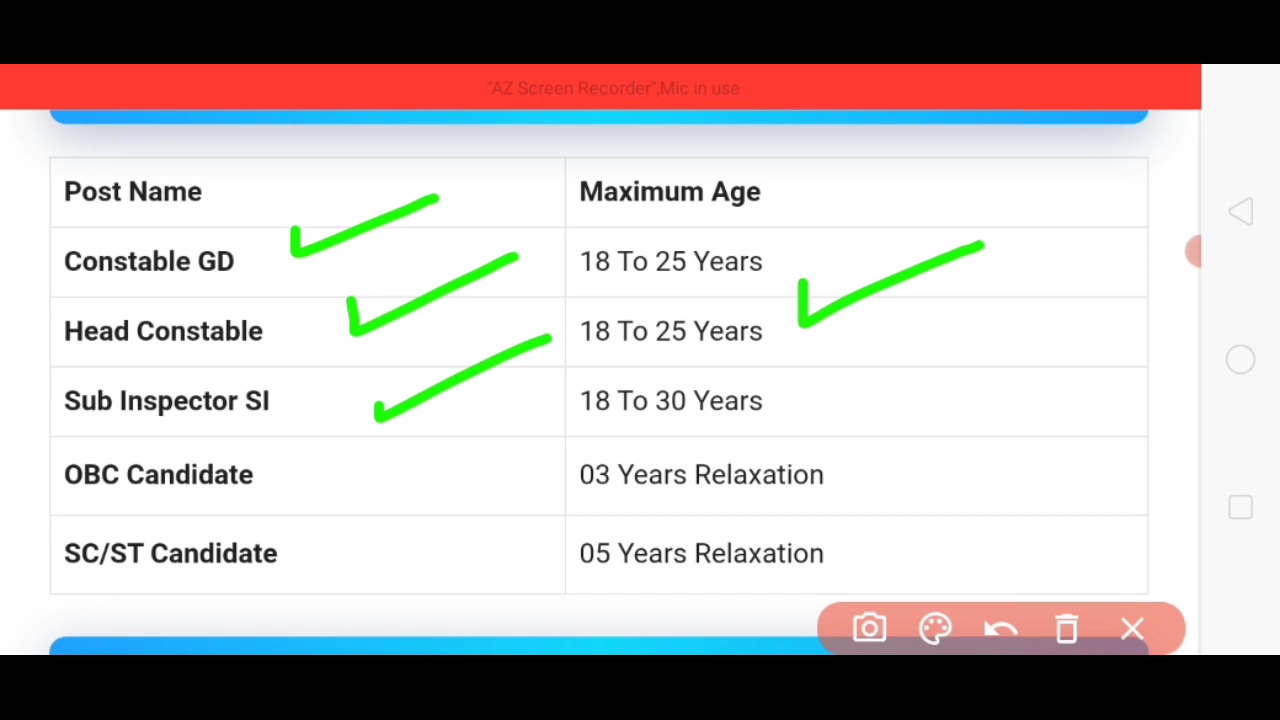 "AZ Screen Recorder",Mic in use
Post Name Maximum Age
Constable GD 18 To 25 Years
Head Constable 18 To 25 Years
Sub Inspector SI 18 To 30 Years
OBC Candidate 03 Years Relaxation
SC/ST Candidate 05 Years Relaxation